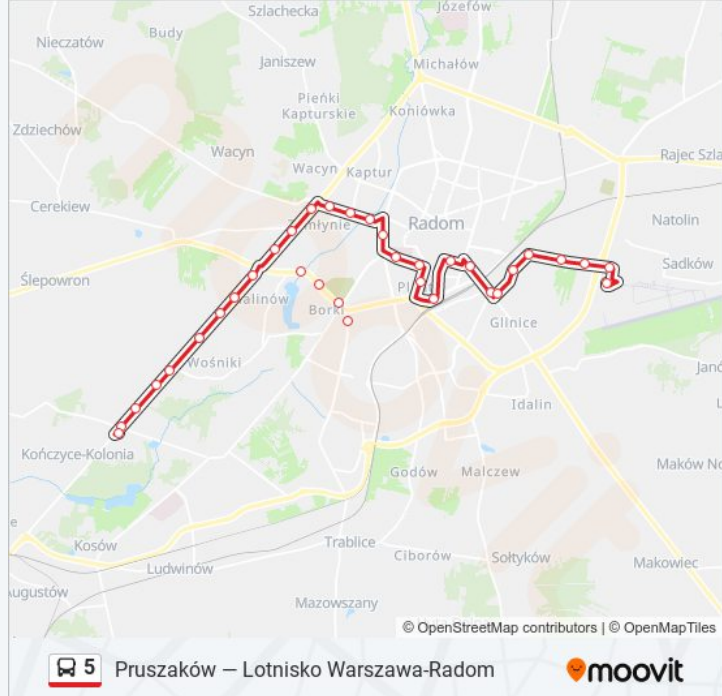 Szlachecka
Józefów
Budy
Nieczatów
Janiszew
Michałów
Pieńki
Kapturskie
Koniówka
Zdziechów
Wacyn
Rajec Szla
Wacyn
Kaptur
Cerekiew
Natolin
Radom
Ślepowron
Sadków
Borki
Glinice
Wośniki
Janó
Idalin
Kończyce-Kolonia
Godów
Malczew
Maków No
Kosów
Trablice
Ciborów
Sołtyków
Ludwinów
Makowiec
Augustów
Mazowszany
© OpenStreetMap contributors | © OpenMapTiles
5 Pruszaków — Lotnisko Warszawa-Radom
moovit